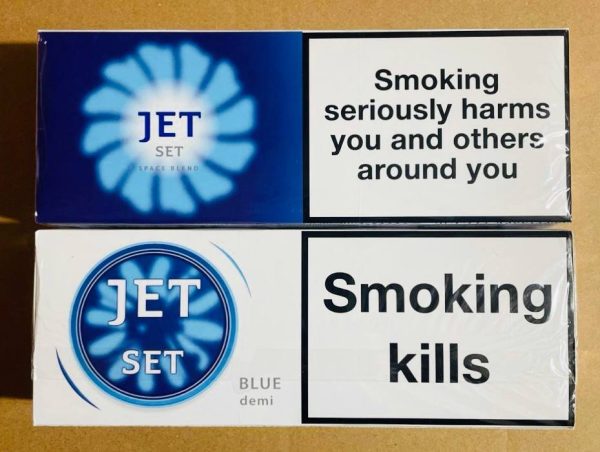 JET
SET
SPACE BLEND
Smoking
seriously harms
you and others
around you
JET
SET
BLUE
demi
Smoking
kills